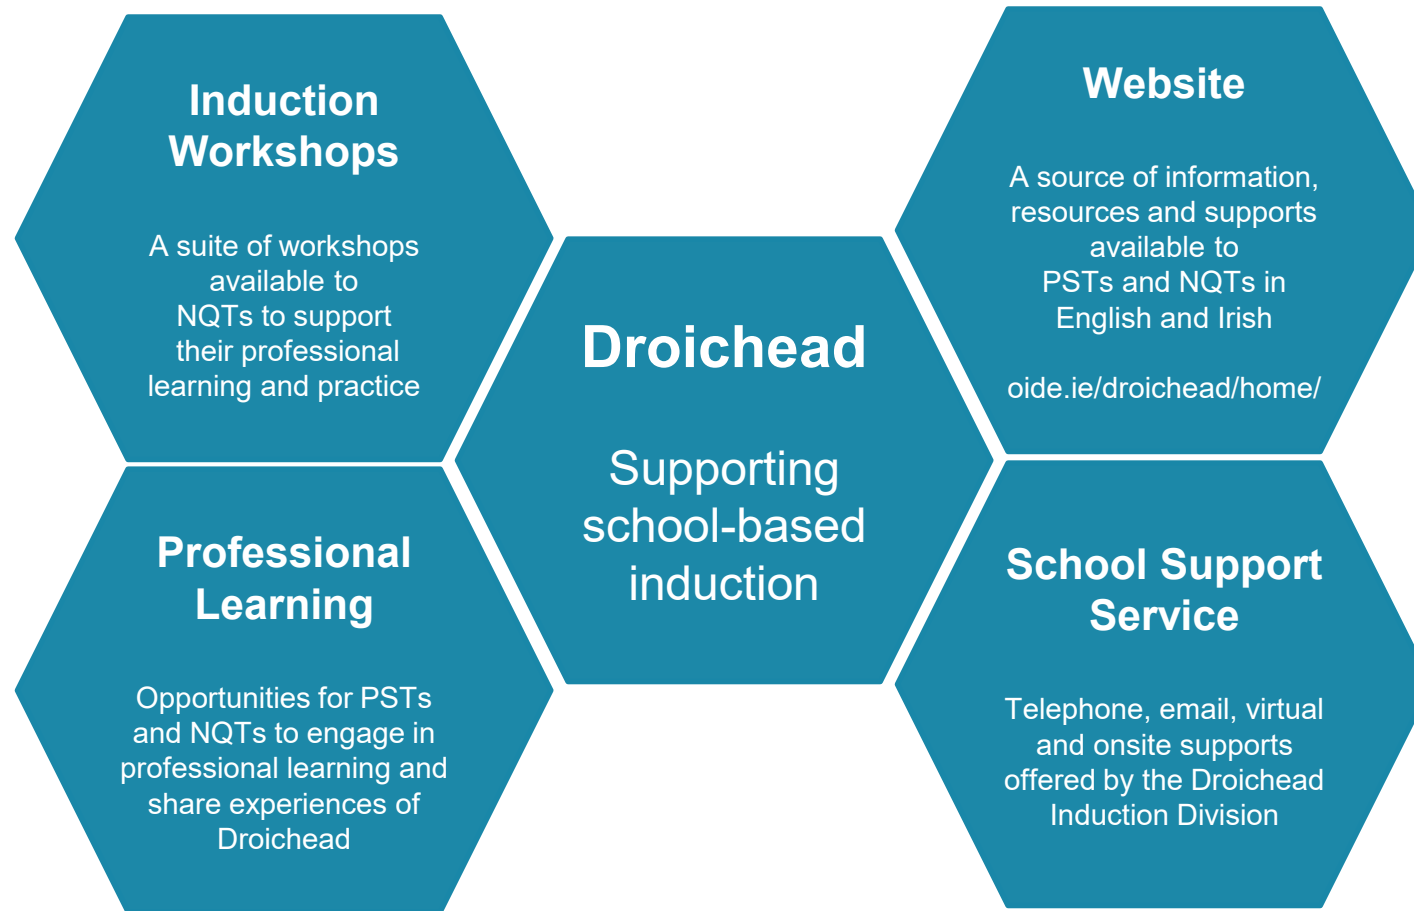 Induction
Workshops
A suite of workshops
available to
NQTs to support
their professional
learning and practice
Website
A source of information,
resources and supports
available to
PSTs and NQTs in
English and Irish
oide.ie/droichead/home/
Droichead
Supporting
school-based
induction
Professional
Learning
Opportunities for PSTs
and NQTs to engage in
professional learning and
share experiences of
Droichead
School Support
Service
Telephone, email, virtual
and onsite supports
offered by the Droichead
Induction Division